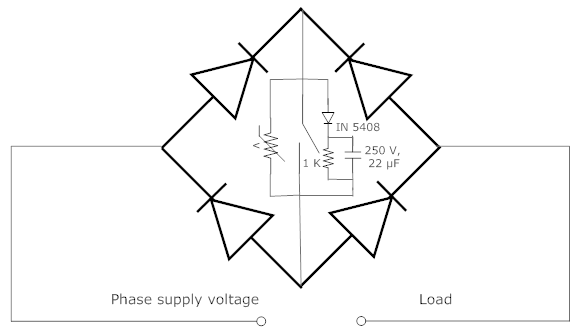 IN 5408
250 V,
1 K
22 µF
Phase supply voltage
Load